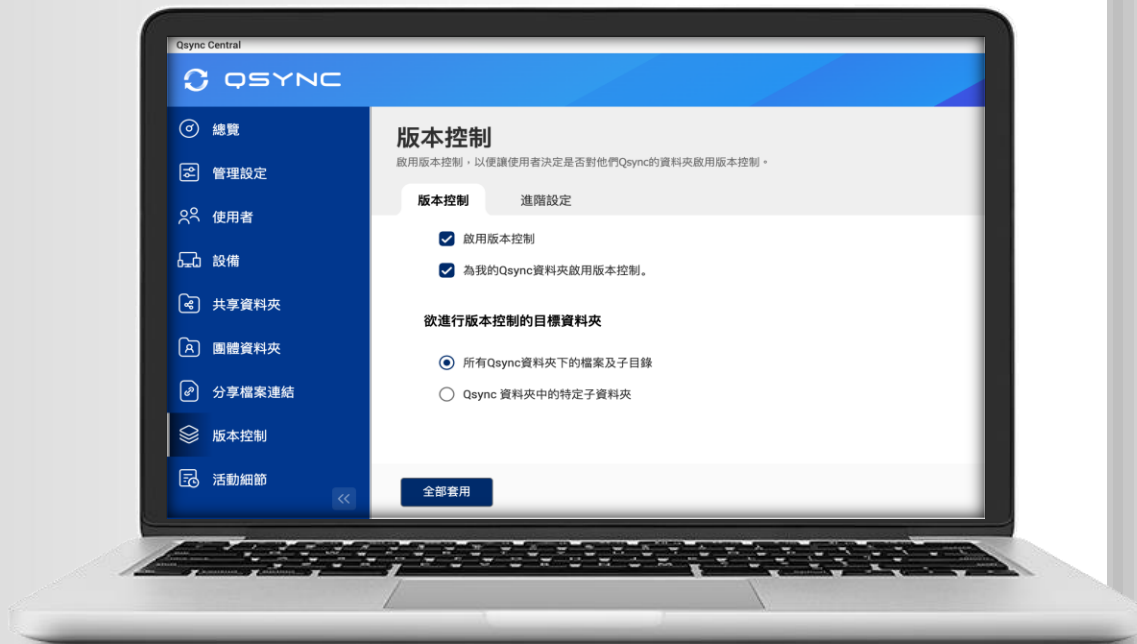 Qsync Central
QSYNC
總覽
管理設定
使用者
設備
共享資料夾
團體資料夾
分享檔案連結
版本控制
活動細節
版本控制
啟用版本控制，以便讓使用者決定是否對他們Qsync的資料夾啟用版本控制。
版本控制 進階設定
啟用版本控制
為我的Qsync資料夾啟用版本控制。
欲進行版本控制的目標資料夾
所有Qsync資料夾下的檔案及子目錄
Qsync 資料夾中的特定子資料夾
全部套用